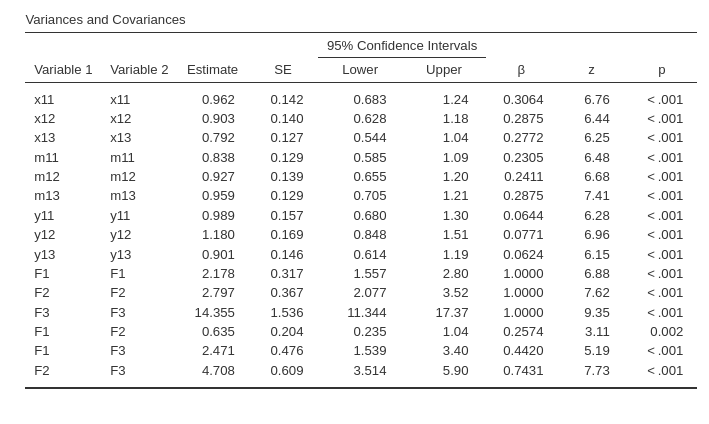 Variances and Covariances
95% Confidence Intervals
Variable 1 Variable 2 Estimate SE Lower Upper β z p
x11 x11 0.962 0.142 0.683 1.24 0.3064 6.76 < .001
x12 x12 0.903 0.140 0.628 1.18 0.2875 6.44 < .001
x13 x13 0.792 0.127 0.544 1.04 0.2772 6.25 < .001
m11 m11 0.838 0.129 0.585 1.09 0.2305 6.48 < .001
m12 m12 0.927 0.139 0.655 1.20 0.2411 6.68 < .001
m13 m13 0.959 0.129 0.705 1.21 0.2875 7.41 < .001
y11 y11 0.989 0.157 0.680 1.30 0.0644 6.28 < .001
y12 y12 1.180 0.169 0.848 1.51 0.0771 6.96 < .001
y13 y13 0.901 0.146 0.614 1.19 0.0624 6.15 < .001
F1 F1 2.178 0.317 1.557 2.80 1.0000 6.88 < .001
F2 F2 2.797 0.367 2.077 3.52 1.0000 7.62 < .001
F3 F3 14.355 1.536 11.344 17.37 1.0000 9.35 < .001
F1 F2 0.635 0.204 0.235 1.04 0.2574 3.11 0.002
F1 F3 2.471 0.476 1.539 3.40 0.4420 5.19 < .001
F2 F3 4.708 0.609 3.514 5.90 0.7431 7.73 < .001